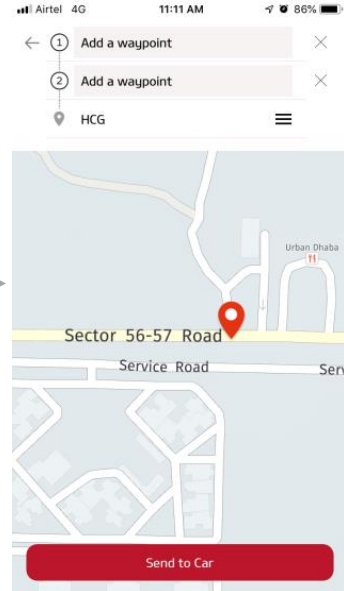 Airtel 4G 11:11 AM 86%
1 Add a waypoint
2 Add a waypoint
HCG
Urban Dhaba
Sector 56-57 Road
Service Road
Serv
Send to Car